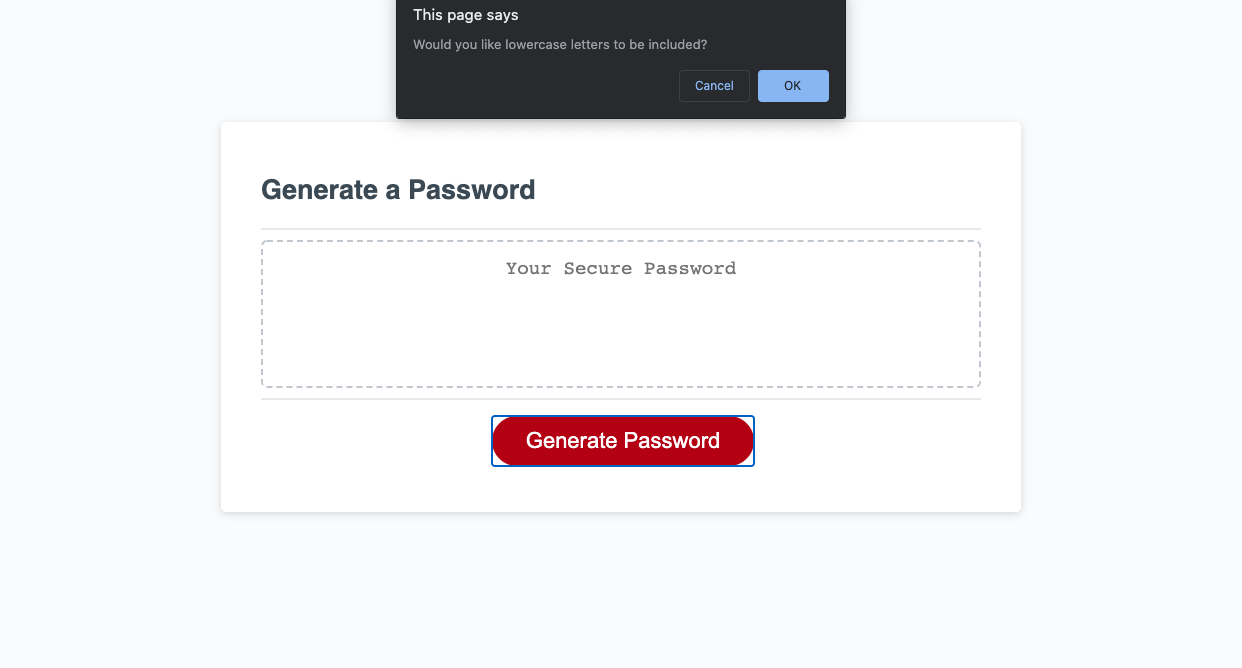 This page says
Would you like lowercase letters to be included?
Cancel OK
Generate a Password
Your Secure Password
Generate Password